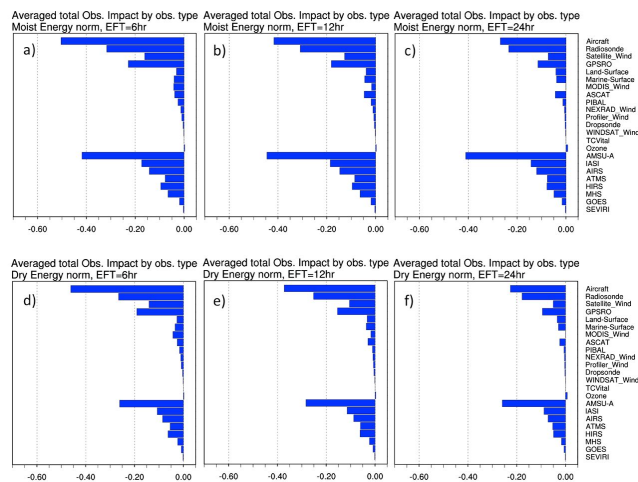 Averaged total Obs. Impact by obs. type
Moist Energy norm, EFT=6hr
a)
-0.60 -0.40 -0.20 0.00
Averaged total Obs. Impact by obs. type
Moist Energy norm, EFT=12hr
b)
-0.60 -0.40 -0.20 0.00
Averaged total Obs. Impact by obs. type
Moist Energy norm, EFT=24hr
c)
-0.60 -0.40 -0.20 0.00
Aircraft
Radiosonde
Satellite_Wind
GPSRO
Land-Surface
Marine-Surface
MODIS_Wind
ASCAT
PIBAL
NEXRAD_Wind
Profiler_Wind
Dropsonde
WINDSAT_Wind
TCVital
Ozone
AMSU-A
IASI
AIRS
ATMS
HIRS
MHS
GOES
SEVIRI
Averaged total Obs. Impact by obs. type
Dry Energy norm, EFT=6hr
d)
-0.60 -0.40 -0.20 0.00
Averaged total Obs. Impact by obs. type
Dry Energy norm, EFT=12hr
e)
-0.60 -0.40 -0.20 0.00
Averaged total Obs. Impact by obs. type
Dry Energy norm, EFT=24hr
f)
-0.60 -0.40 -0.20 0.00
Aircraft
Radiosonde
Satellite_Wind
GPSRO
Land-Surface
Marine-Surface
MODIS_Wind
ASCAT
PIBAL
NEXRAD_Wind
Profiler_Wind
Dropsonde
WINDSAT_Wind
TCVital
Ozone
AMSU-A
IASI
AIRS
ATMS
HIRS
MHS
GOES
SEVIRI